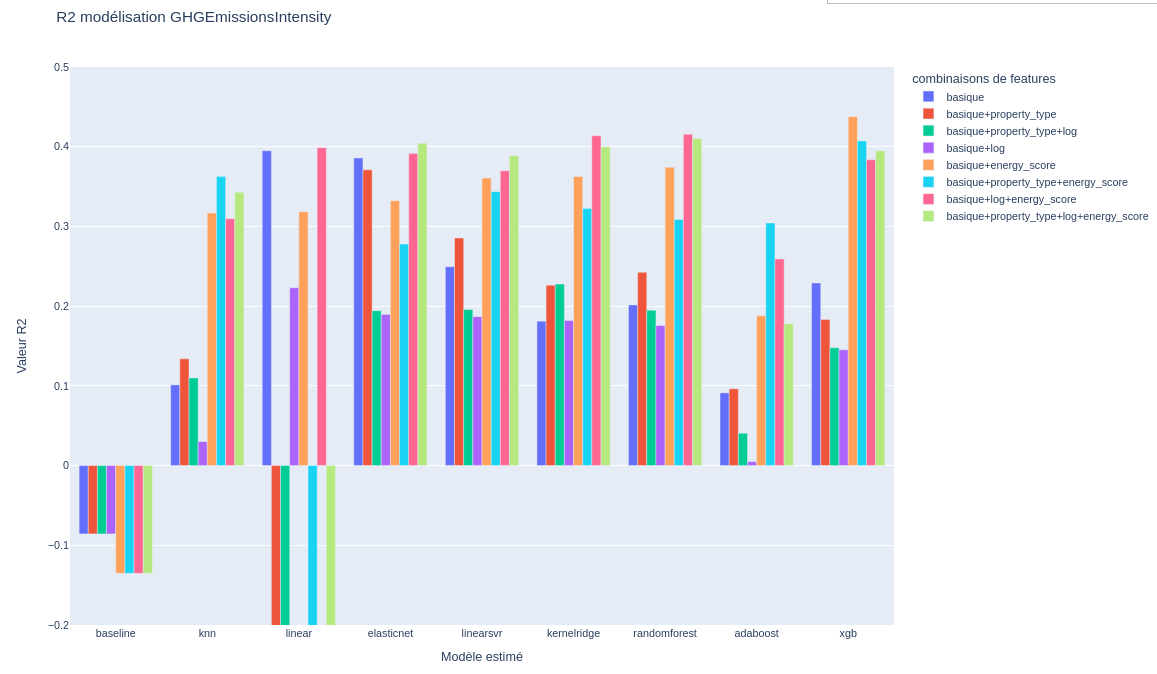 R2 modélisation GHGEmissionsIntensity
0.5
0.4
0.3
0.2
0.1
0
−0.1
−0.2
Valeur R2
baseline
knn
linear
elasticnet
linearsvr
kernelridge
randomforest
adaboost
xgb
Modèle estimé
combinaisons de features
basique
basique+property_type
basique+property_type+log
basique+log
basique+energy_score
basique+property_type+energy_score
basique+log+energy_score
basique+property_type+log+energy_score